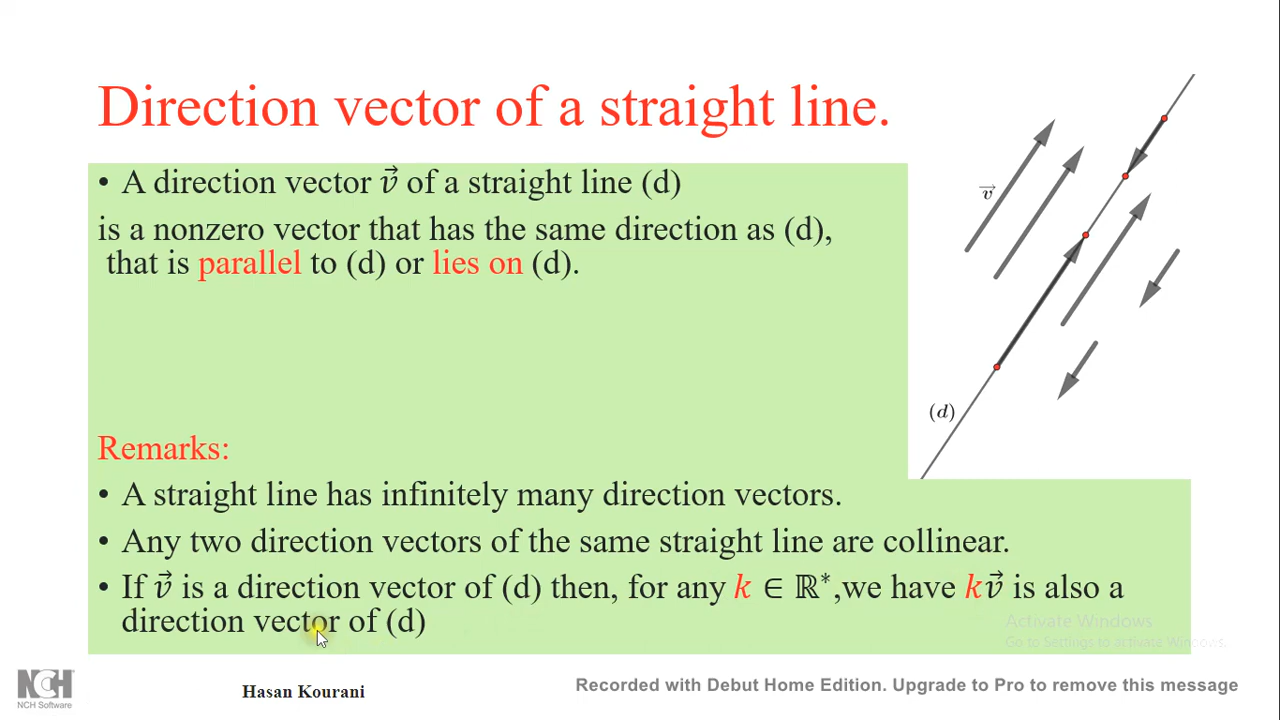 Direction vector of a straight line.
• A direction vector v⃗ of a straight line (d)
is a nonzero vector that has the same direction as (d),
that is parallel to (d) or lies on (d).
v⃗
(d)
Remarks:
• A straight line has infinitely many direction vectors.
• Any two direction vectors of the same straight line are collinear.
• If v⃗ is a direction vector of (d) then, for any k ∈ ℝ*,we have kv⃗ is also a
direction vector of (d)
Activate Windows
Go to Settings to activate Windows.
NCH
NCH Software
Hasan Kourani
Recorded with Debut Home Edition. Upgrade to Pro to remove this message